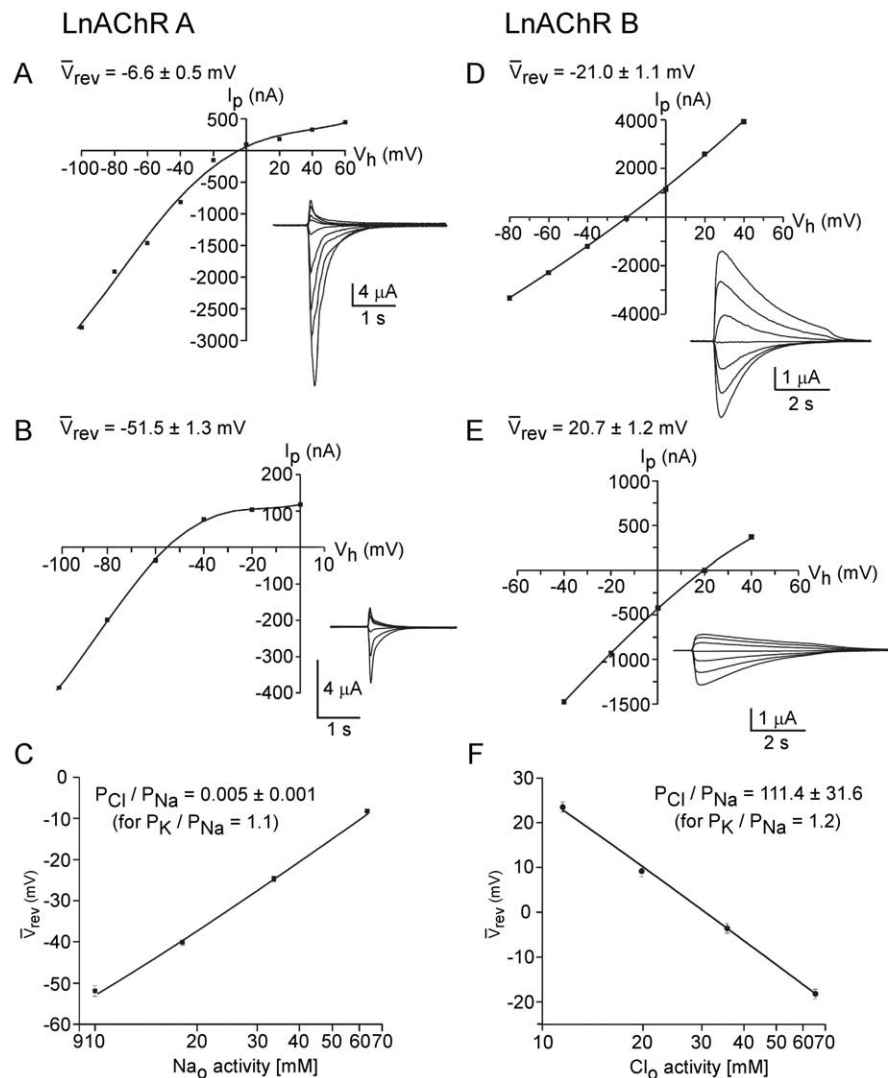 LnAChR A
LnAChR B
A
V̄rev = -6.6 ± 0.5 mV
Ip (nA)
500
Vh (mV)
-100 -80 -60 -40 -20 0 20 40 60
-500
-1000
-1500
-2000
-2500
-3000
4 µA
1 s
D
V̄rev = -21.0 ± 1.1 mV
Ip (nA)
4000
2000
0
Vh (mV)
-80 -60 -40 -20 0 20 40 60
-2000
-4000
1 µA
2 s
B
V̄rev = -51.5 ± 1.3 mV
Ip (nA)
200
100
Vh (mV)
-100 -80 -60 -40 -20 0 10
-100
-200
-300
-400
4 µA
1 s
E
V̄rev = 20.7 ± 1.2 mV
Ip (nA)
1000
500
0
Vh (mV)
-60 -40 -20 0 20 40 60
-500
-1000
-1500
1 µA
2 s
C
PCl / PNa = 0.005 ± 0.001
(for PK / PNa = 1.1)
V̄rev (mV)
0
-10
-20
-30
-40
-50
-60
910 20 30 40 50 6070
Nao activity [mM]
F
PCl / PNa = 111.4 ± 31.6
(for PK / PNa = 1.2)
V̄rev (mV)
30
20
10
0
-10
-20
10 20 30 40 50 6070
Clo activity [mM]